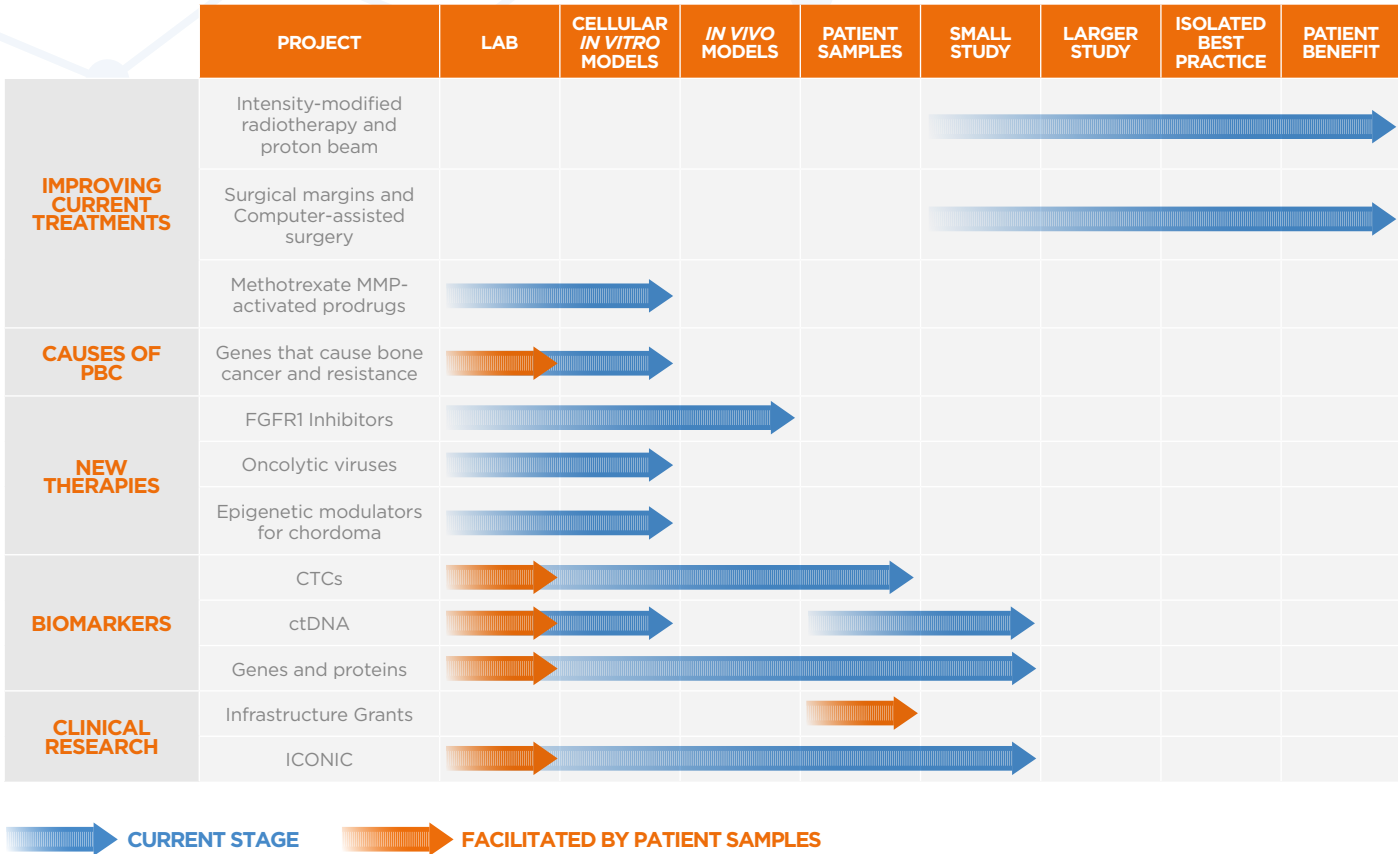 PROJECT
LAB
CELLULAR
IN VITRO
MODELS
IN VIVO
MODELS
PATIENT
SAMPLES
SMALL
STUDY
LARGER
STUDY
ISOLATED
BEST
PRACTICE
PATIENT
BENEFIT
IMPROVING
CURRENT
TREATMENTS
Intensity-modified
radiotherapy and
proton beam
Surgical margins and
Computer-assisted
surgery
Methotrexate MMP-
activated prodrugs
CAUSES OF
PBC
Genes that cause bone
cancer and resistance
NEW
THERAPIES
FGFR1 Inhibitors
Oncolytic viruses
Epigenetic modulators
for chordoma
BIOMARKERS
CTCs
ctDNA
Genes and proteins
CLINICAL
RESEARCH
Infrastructure Grants
ICONIC
CURRENT STAGE
FACILITATED BY PATIENT SAMPLES